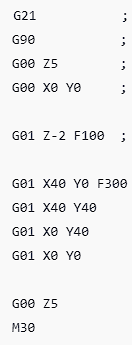 G21 ;
G90 ;
G00 Z5 ;
G00 X0 Y0 ;
G01 Z-2 F100 ;
G01 X40 Y0 F300
G01 X40 Y40
G01 X0 Y40
G01 X0 Y0
G00 Z5
M30